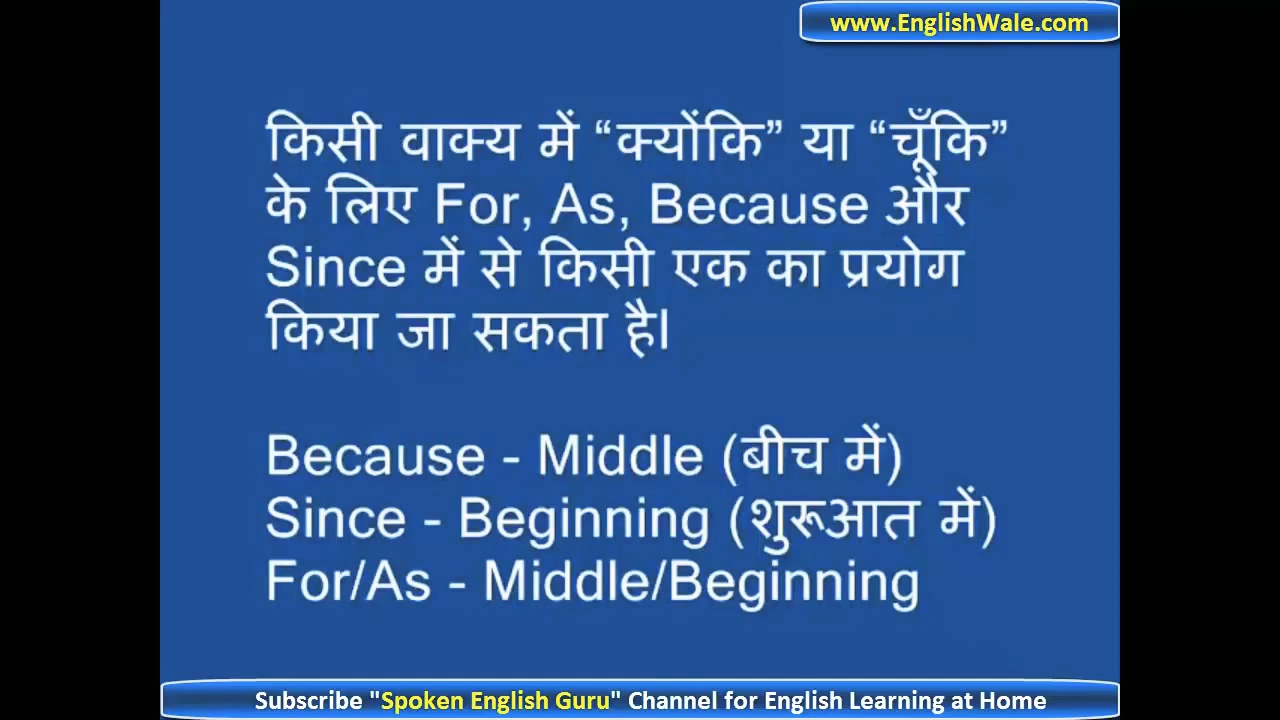 www.EnglishWale.com
किसी वाक्य में “क्योंकि” या “चूँकि”
के लिए For, As, Because और
Since में से किसी एक का प्रयोग
किया जा सकता है।
Because - Middle (बीच में)
Since - Beginning (शुरूआत में)
For/As - Middle/Beginning
Subscribe "Spoken English Guru" Channel for English Learning at Home